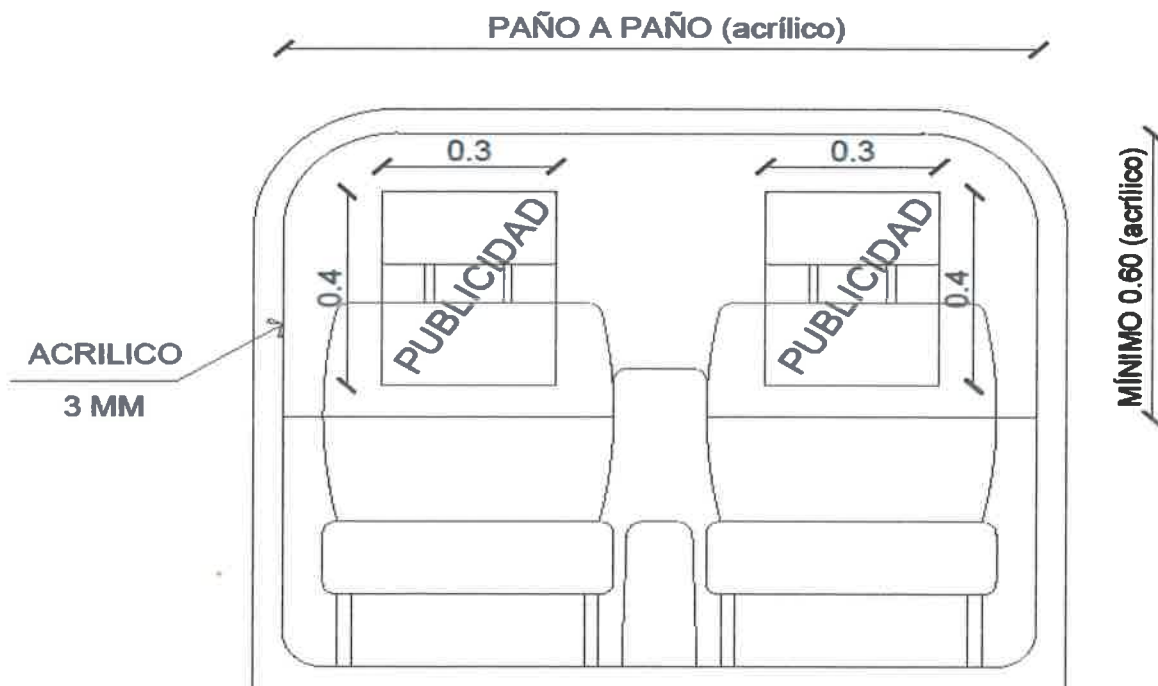 PAÑO A PAÑO (acrílico)
0.3
0.3
0.4
PUBLICIDAD
PUBLICIDAD
0.4
MÍNIMO 0.60 (acrílico)
ACRILICO
3 MM